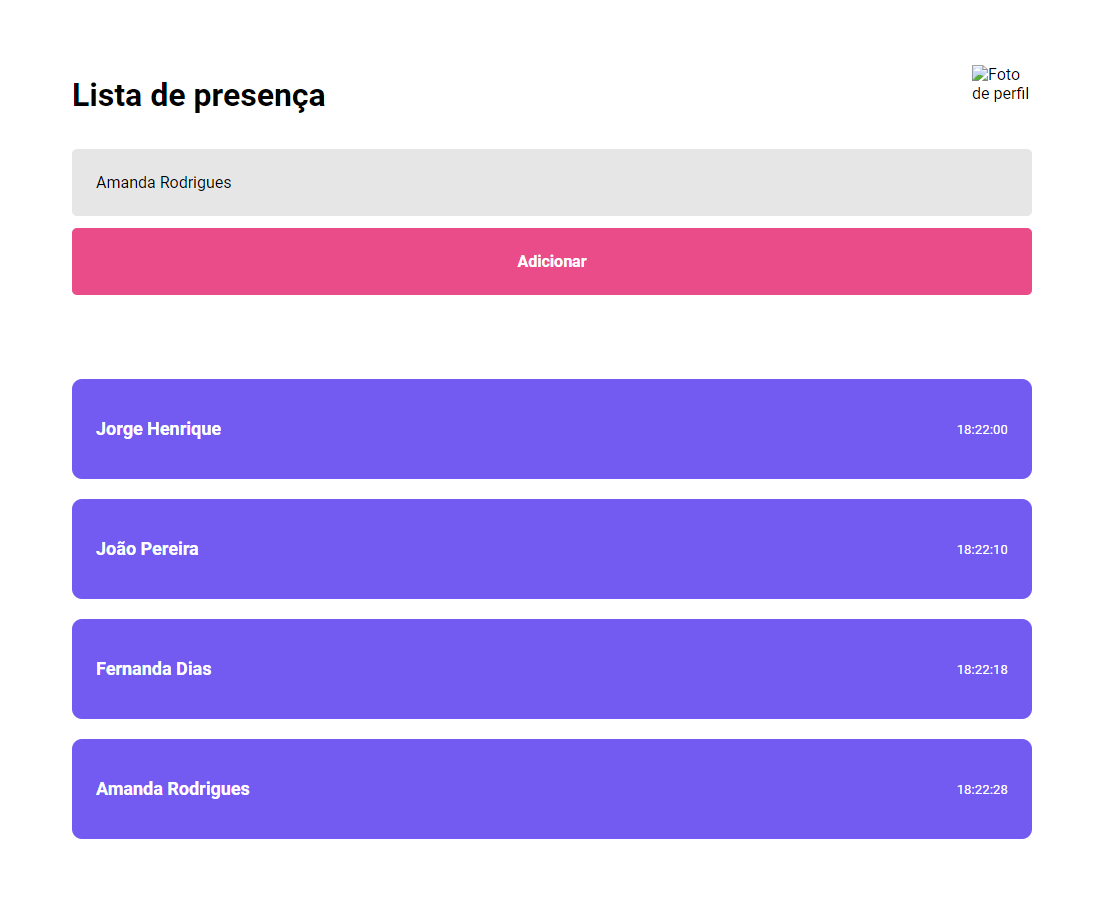 Lista de presença
Foto
de perfil
Amanda Rodrigues
Adicionar
Jorge Henrique 18:22:00
João Pereira 18:22:10
Fernanda Dias 18:22:18
Amanda Rodrigues 18:22:28